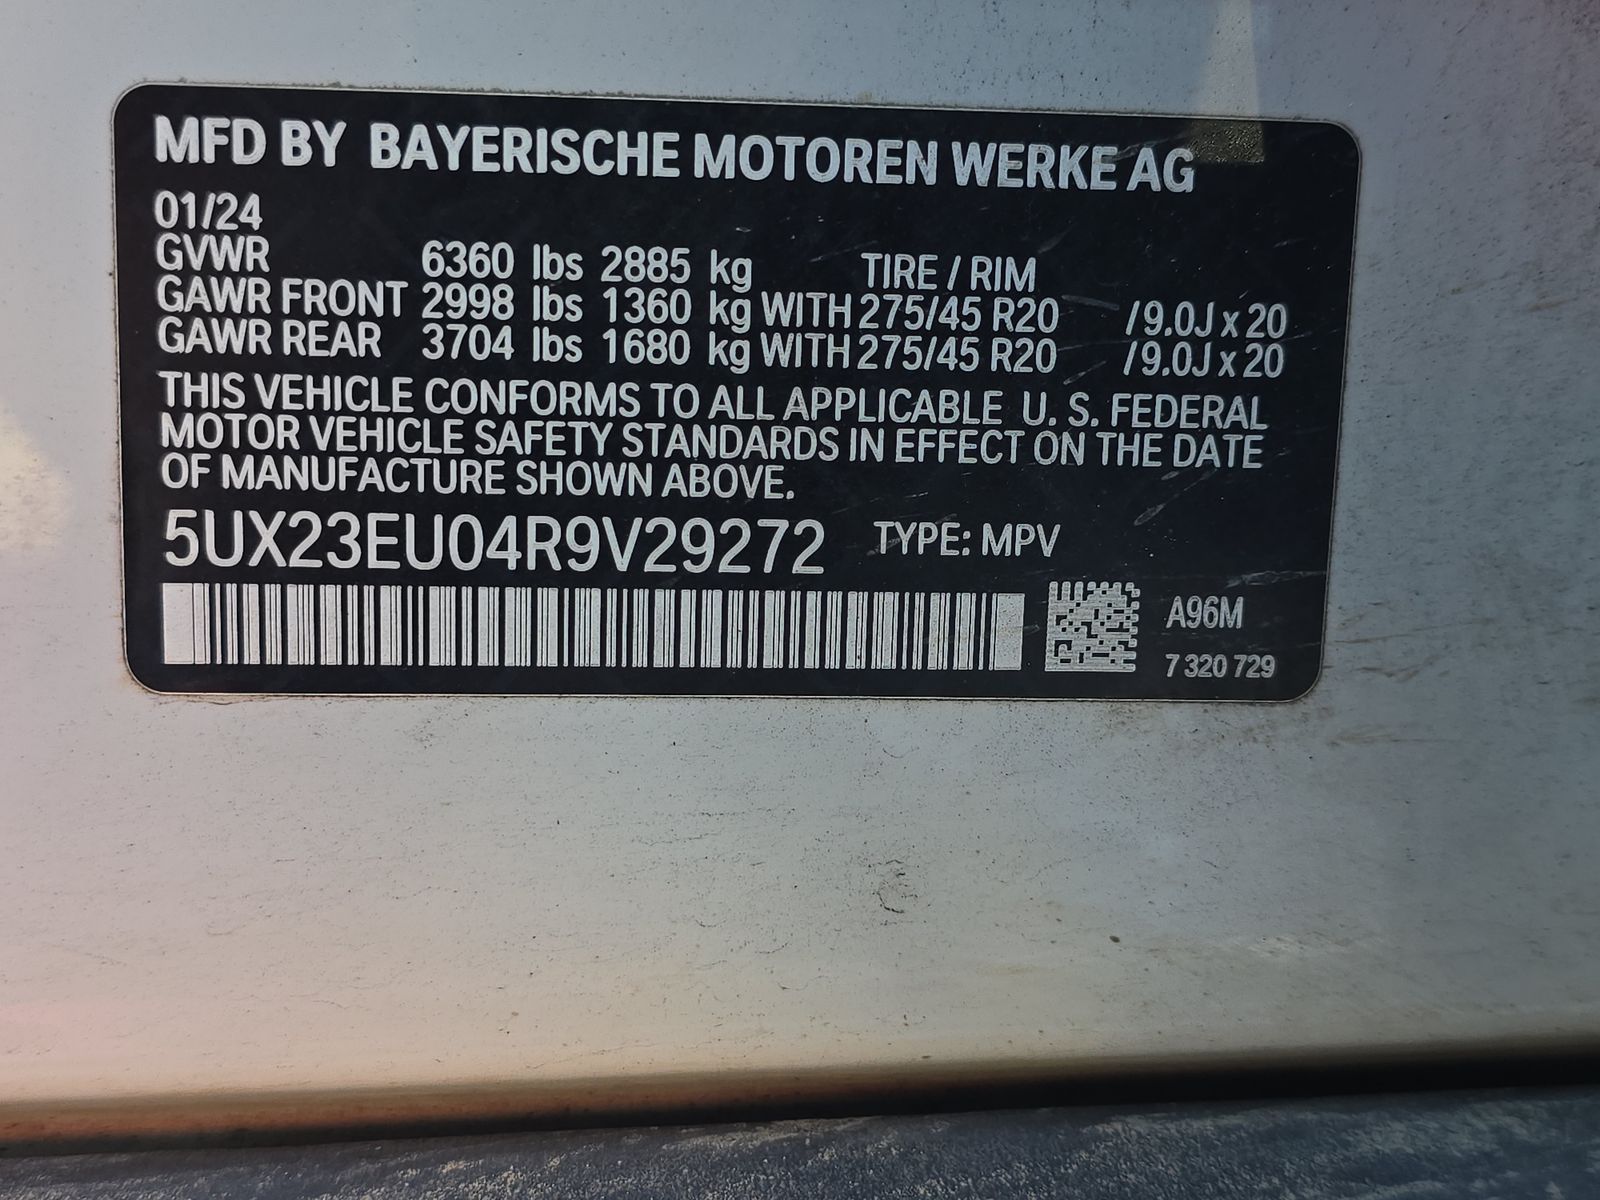 MFD BY BAYERISCHE MOTOREN WERKE AG
01/24
GVWR 6360 lbs 2885 kg TIRE / RIM
GAWR FRONT 2998 lbs 1360 kg WITH 275/45 R20 / 9.0J x 20
GAWR REAR 3704 lbs 1680 kg WITH 275/45 R20 / 9.0J x 20
THIS VEHICLE CONFORMS TO ALL APPLICABLE U. S. FEDERAL
MOTOR VEHICLE SAFETY STANDARDS IN EFFECT ON THE DATE
OF MANUFACTURE SHOWN ABOVE.
5UX23EU04R9V29272 TYPE: MPV
A96M
7 320 729